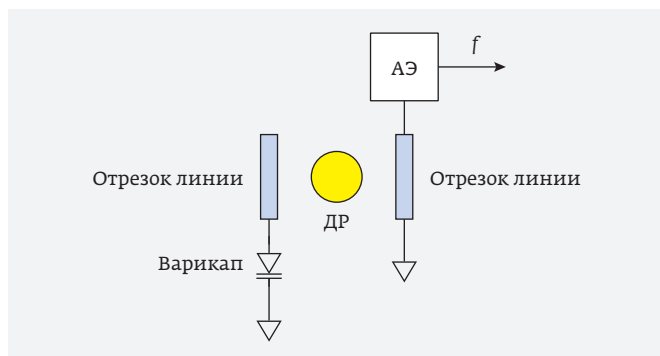 АЭ
f
Отрезок линии
Отрезок линии
ДР
Варикап